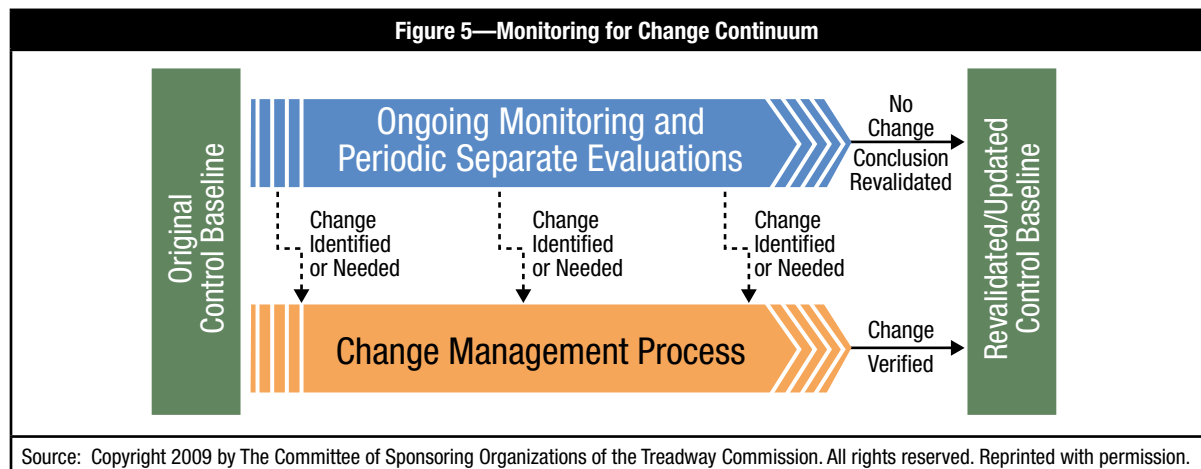 Figure 5—Monitoring for Change Continuum
Original
Control Baseline
Ongoing Monitoring and
Periodic Separate Evaluations
No
Change
Conclusion
Revalidated
Change
Identified
or Needed
Change
Identified
or Needed
Change
Identified
or Needed
Change Management Process
Change
Verified
Revalidated/Updated
Control Baseline
Source: Copyright 2009 by The Committee of Sponsoring Organizations of the Treadway Commission. All rights reserved. Reprinted with permission.